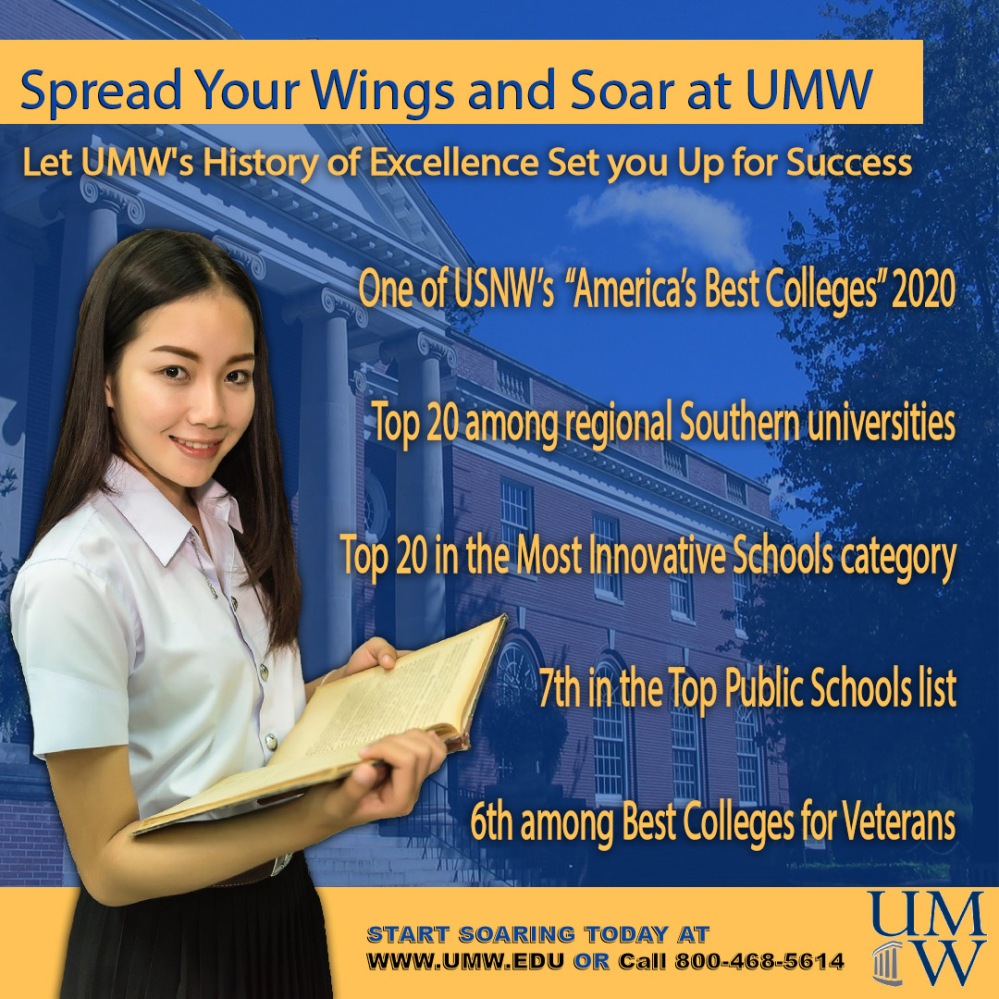 Spread Your Wings and Soar at UMW
Let UMW's History of Excellence Set you Up for Success
One of USNW's "America's Best Colleges" 2020
Top 20 among regional Southern universities
Top 20 in the Most Innovative Schools category
7th in the Top Public Schools list
6th among Best Colleges for Veterans
START SOARING TODAY AT
WWW.UMW.EDU OR Call 800-468-5614
UM
W